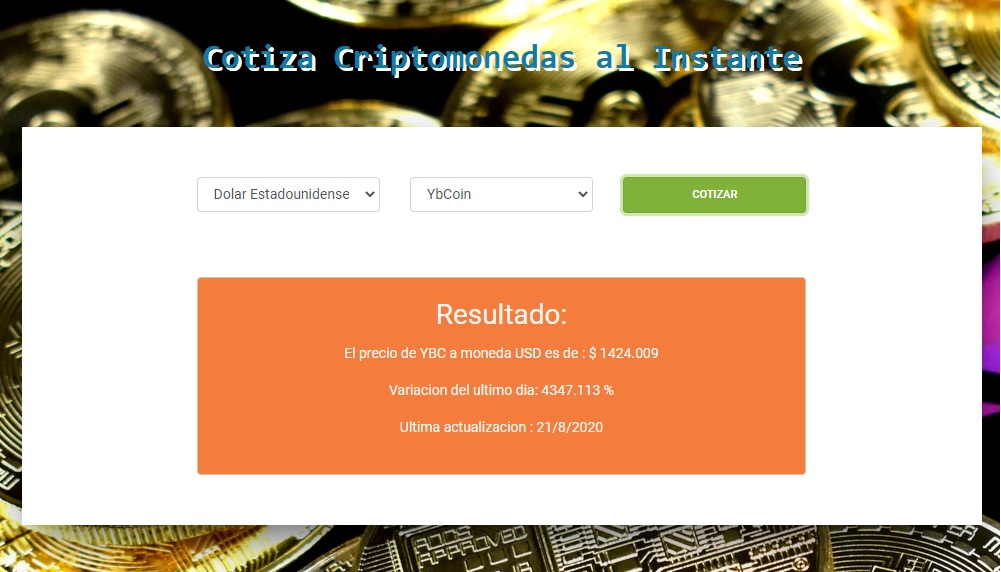 Cotiza Criptomonedas al Instante
Dolar Estadounidense YbCoin COTIZAR
Resultado:
El precio de YBC a moneda USD es de : $ 1424.009
Variacion del ultimo dia: 4347.113 %
Ultima actualizacion : 21/8/2020
APPROVED